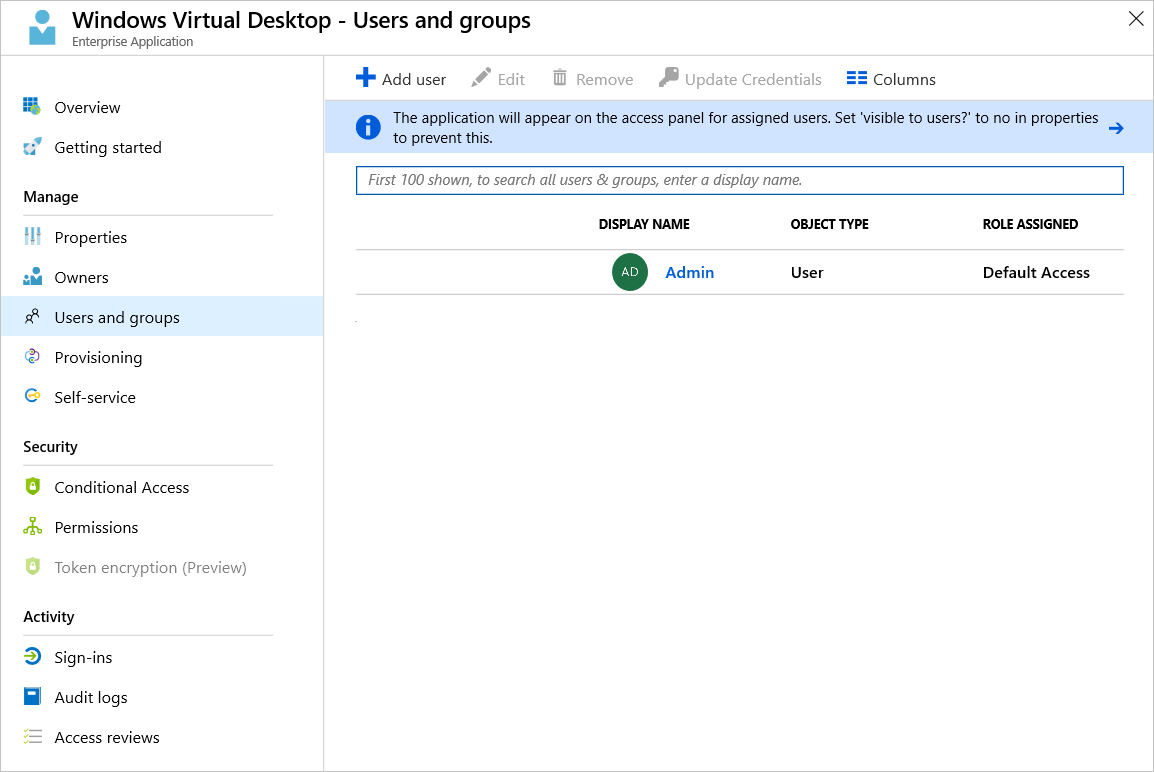 Windows Virtual Desktop - Users and groups
Enterprise Application
Overview
Getting started
Manage
Properties
Owners
Users and groups
Provisioning
Self-service
Security
Conditional Access
Permissions
Token encryption (Preview)
Activity
Sign-ins
Audit logs
Access reviews
Add user Edit Remove Update Credentials Columns
The application will appear on the access panel for assigned users. Set 'visible to users?' to no in properties
to prevent this.
First 100 shown, to search all users & groups, enter a display name.
DISPLAY NAME OBJECT TYPE ROLE ASSIGNED
AD Admin User Default Access